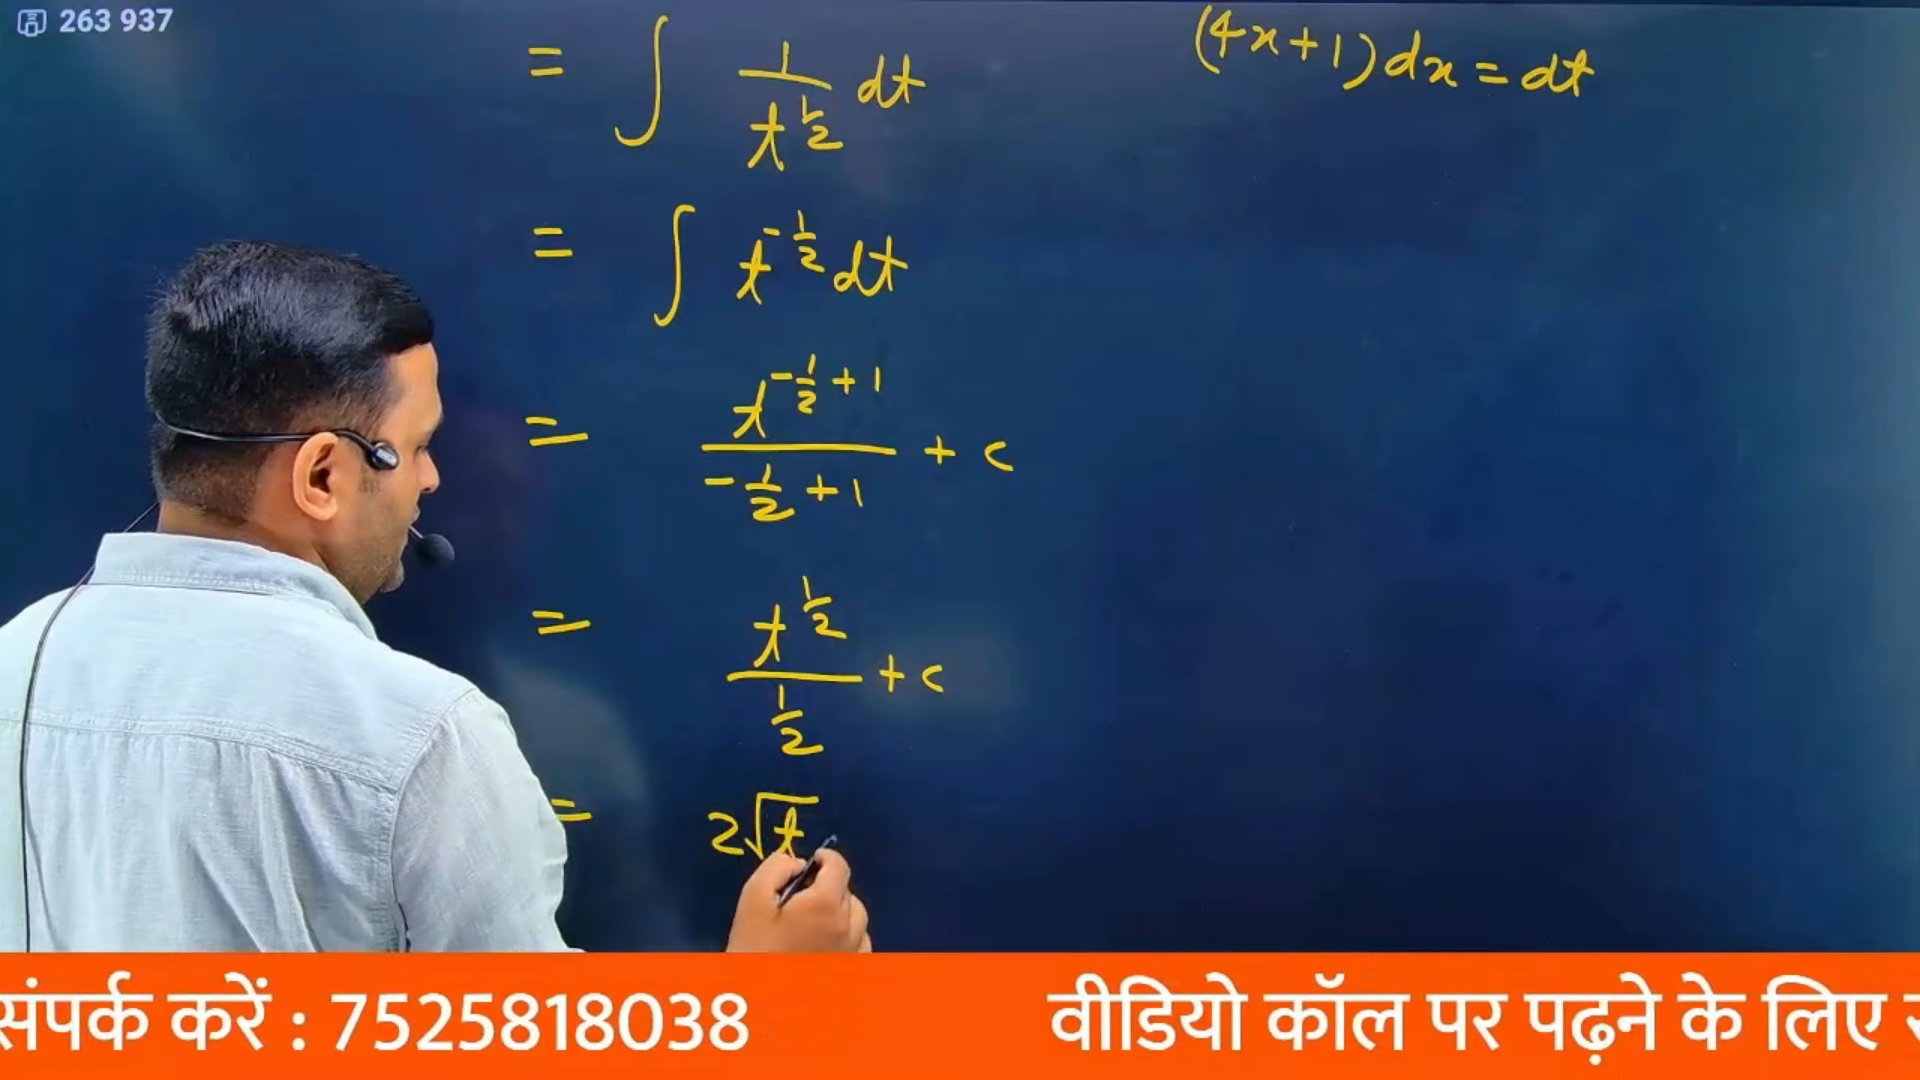 263 937
(4x+1)dx = dt
= ∫ 1/t^{1/2} dt
= ∫ t^{-1/2} dt
= t^{-1/2+1}/(-1/2+1) + c
= t^{1/2}/(1/2) + c
= 2√t
संपर्क करें : 7525818038 वीडियो कॉल पर पढ़ने के लिए